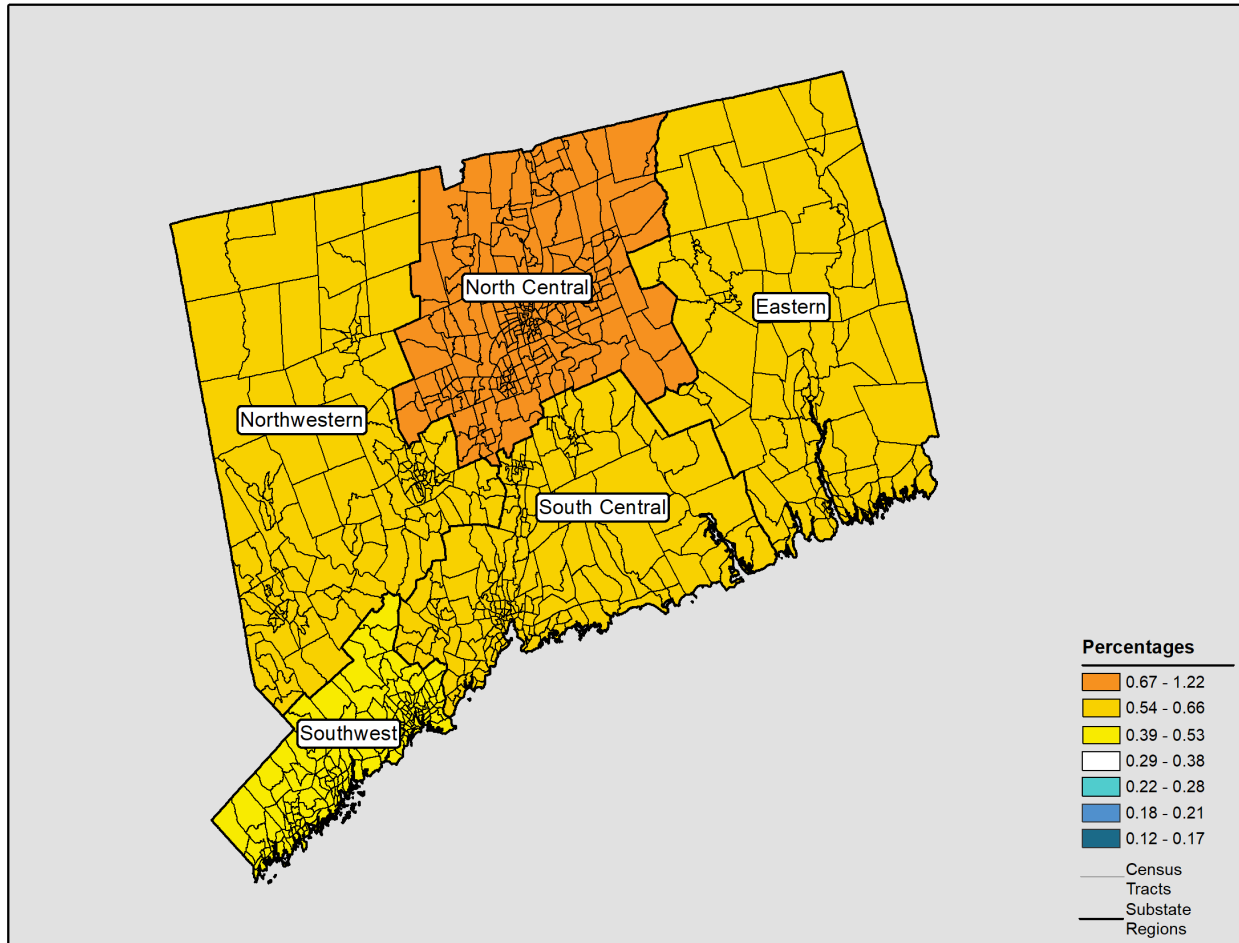 North Central
Eastern
Northwestern
South Central
Southwest
Percentages
0.67 - 1.22
0.54 - 0.66
0.39 - 0.53
0.29 - 0.38
0.22 - 0.28
0.18 - 0.21
0.12 - 0.17
Census
Tracts
Substate
Regions